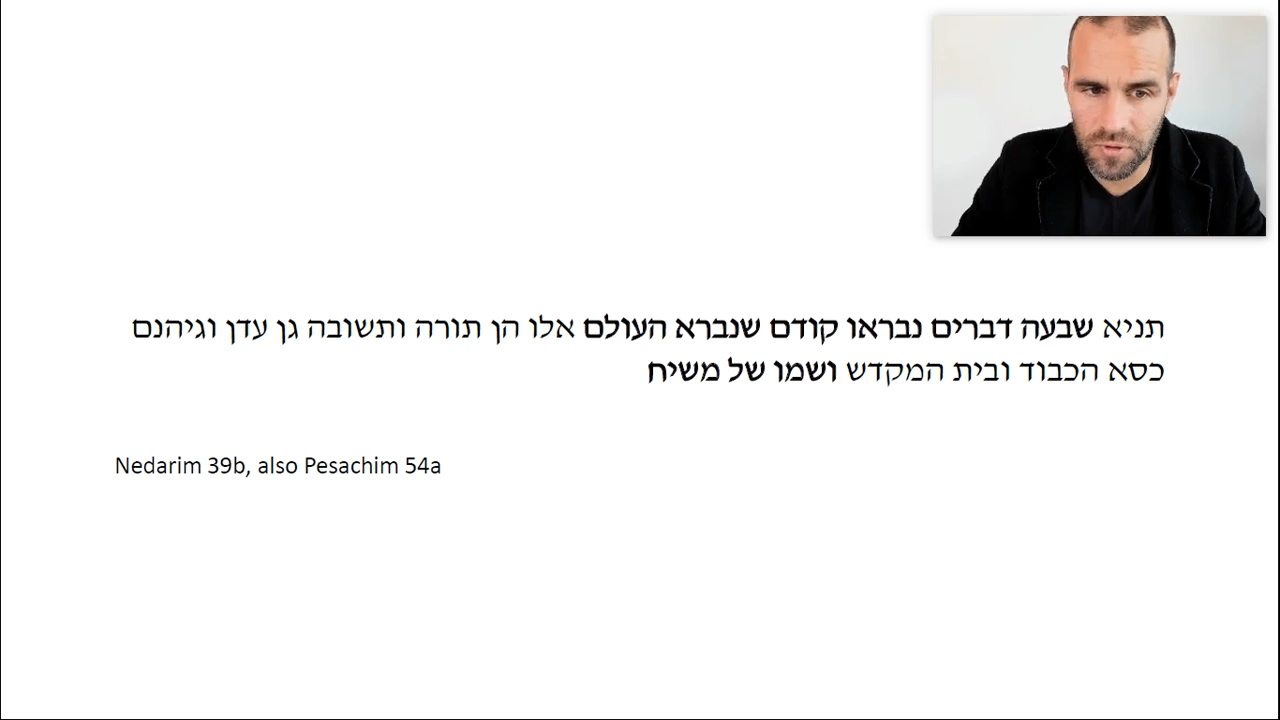 תניא שבעה דברים נבראו קודם שנברא העולם אלו הן תורה ותשובה גן עדן וגיהנם
כסא הכבוד ובית המקדש ושמו של משיח
Nedarim 39b, also Pesachim 54a